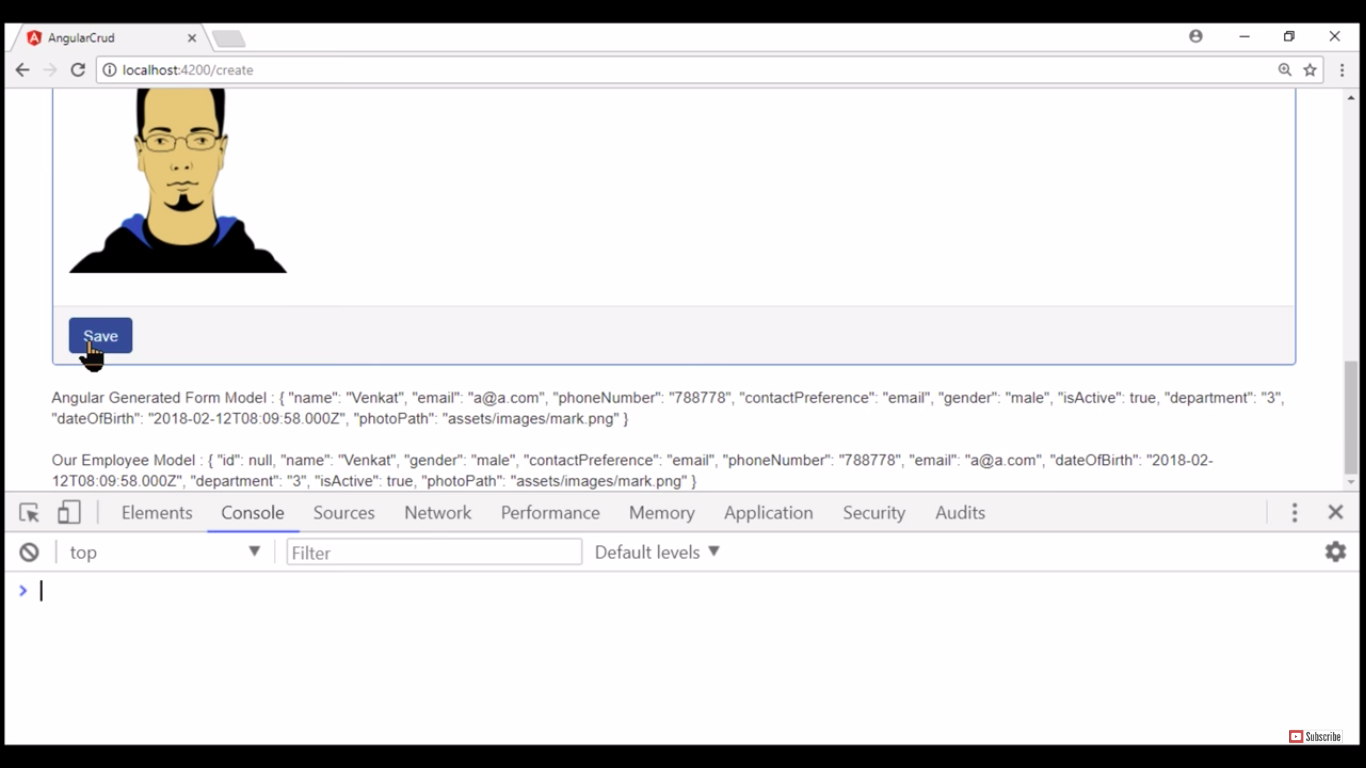 AngularCrud
localhost:4200/create
Save
Angular Generated Form Model : { "name": "Venkat", "email": "a@a.com", "phoneNumber": "788778", "contactPreference": "email", "gender": "male", "isActive": true, "department": "3",
"dateOfBirth": "2018-02-12T08:09:58.000Z", "photoPath": "assets/images/mark.png" }
Our Employee Model : { "id": null, "name": "Venkat", "gender": "male", "contactPreference": "email", "phoneNumber": "788778", "email": "a@a.com", "dateOfBirth": "2018-02-
12T08:09:58.000Z", "department": "3", "isActive": true, "photoPath": "assets/images/mark.png" }
Elements Console Sources Network Performance Memory Application Security Audits
top Filter Default levels
Subscribe